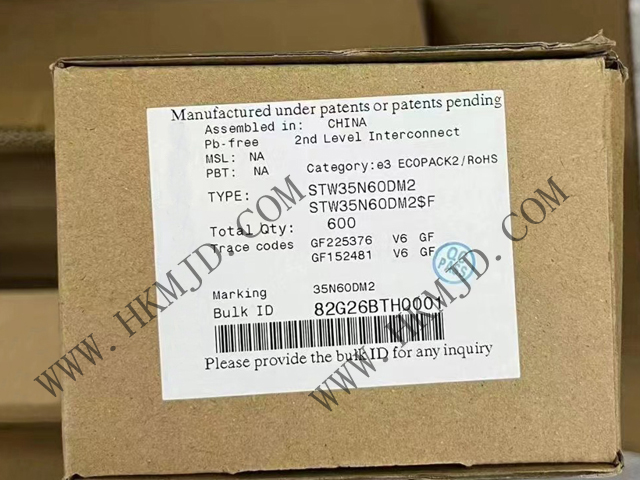 Manufactured under patents or patents pending
Assembled in: CHINA
Pb-free 2nd Level Interconnect
MSL: NA
Category:e3 ECOPACK2/RoHS
PBT: NA
TYPE: STW35N60DM2
STW35N60DM2$F
Total Qty: 600
Trace codes GF225376 V6 GF
GF152481 V6 GF
QC
PASS
Marking 35N60DM2
Bulk ID 82G26BTH0001
Please provide the bulk ID for any inquiry
WWW.HKMJD.COM
WWW.HKMJD.COM